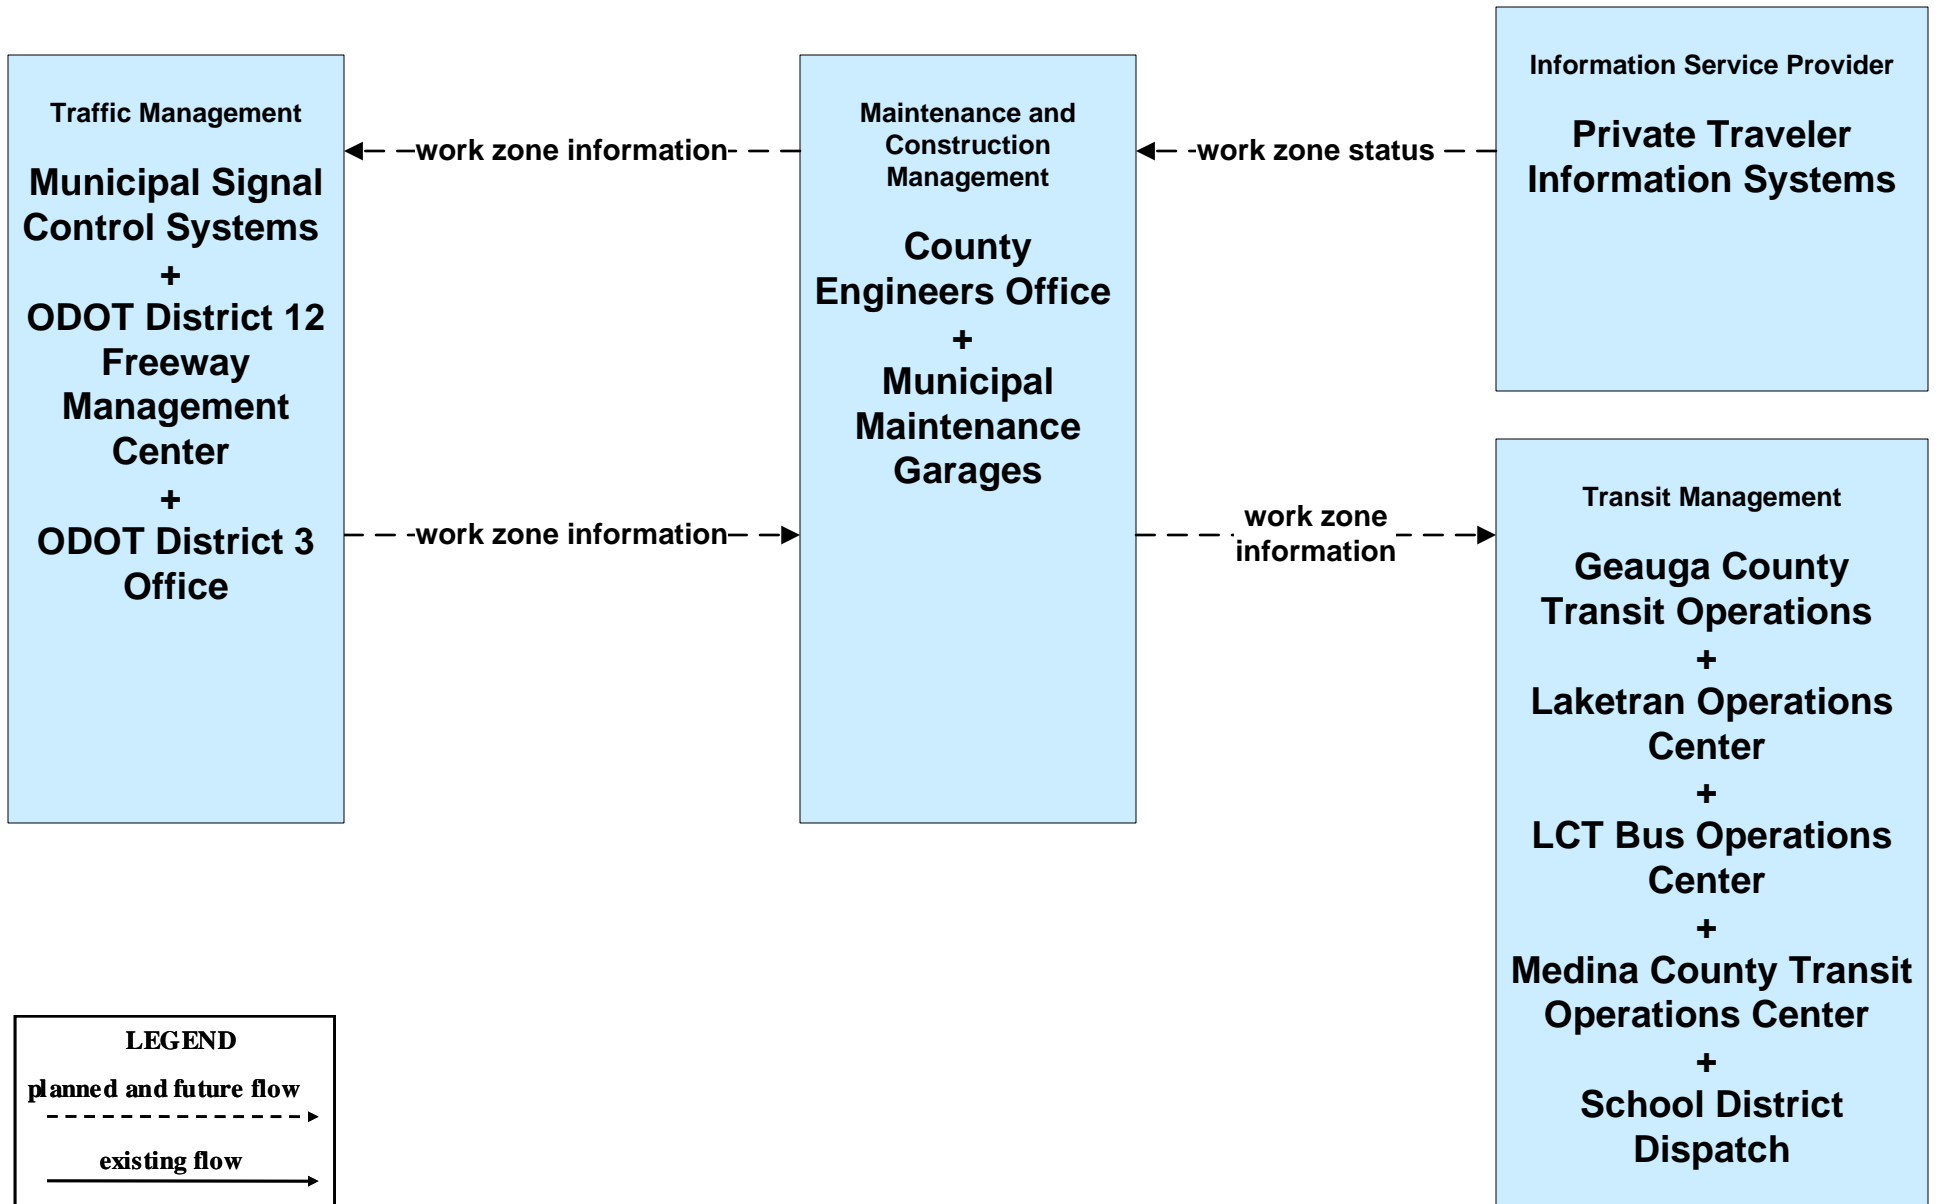 Traffic Management
Municipal Signal
Control Systems
+
ODOT District 12
Freeway
Management
Center
+
ODOT District 3
Office
work zone information
work zone information
Maintenance and
Construction
Management
County
Engineers Office
+
Municipal
Maintenance
Garages
work zone status
work zone
information
Information Service Provider
Private Traveler
Information Systems
Transit Management
Geauga County
Transit Operations
+
Laketran Operations
Center
+
LCT Bus Operations
Center
+
Medina County Transit
Operations Center
+
School District
Dispatch
LEGEND
planned and future flow
existing flow